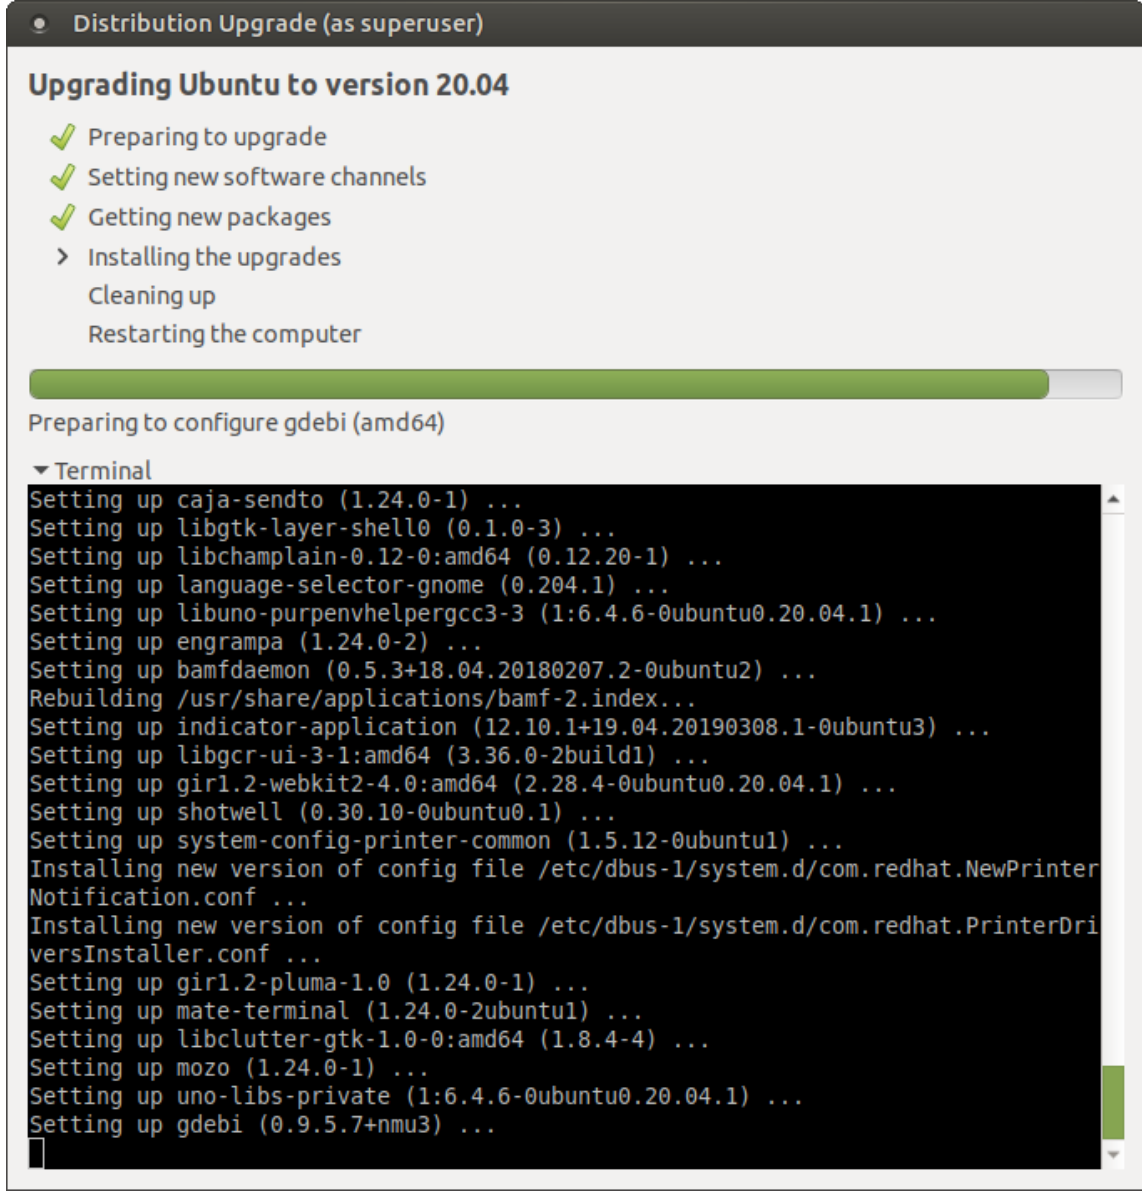 Distribution Upgrade (as superuser)
Upgrading Ubuntu to version 20.04
Preparing to upgrade
Setting new software channels
Getting new packages
Installing the upgrades
Cleaning up
Restarting the computer
Preparing to configure gdebi (amd64)
Terminal
Setting up caja-sendto (1.24.0-1) ...
Setting up libgtk-layer-shell0 (0.1.0-3) ...
Setting up libchamplain-0.12-0:amd64 (0.12.20-1) ...
Setting up language-selector-gnome (0.204.1) ...
Setting up libuno-purpenvhelpergcc3-3 (1:6.4.6-0ubuntu0.20.04.1) ...
Setting up engrampa (1.24.0-2) ...
Setting up bamfdaemon (0.5.3+18.04.20180207.2-0ubuntu2) ...
Rebuilding /usr/share/applications/bamf-2.index...
Setting up indicator-application (12.10.1+19.04.20190308.1-0ubuntu3) ...
Setting up libgcr-ui-3-1:amd64 (3.36.0-2build1) ...
Setting up gir1.2-webkit2-4.0:amd64 (2.28.4-0ubuntu0.20.04.1) ...
Setting up shotwell (0.30.10-0ubuntu0.1) ...
Setting up system-config-printer-common (1.5.12-0ubuntu1) ...
Installing new version of config file /etc/dbus-1/system.d/com.redhat.NewPrinter
Notification.conf ...
Installing new version of config file /etc/dbus-1/system.d/com.redhat.PrinterDri
versInstaller.conf ...
Setting up gir1.2-pluma-1.0 (1.24.0-1) ...
Setting up mate-terminal (1.24.0-2ubuntu1) ...
Setting up libclutter-gtk-1.0-0:amd64 (1.8.4-4) ...
Setting up mozo (1.24.0-1) ...
Setting up uno-libs-private (1:6.4.6-0ubuntu0.20.04.1) ...
Setting up gdebi (0.9.5.7+nmu3) ...